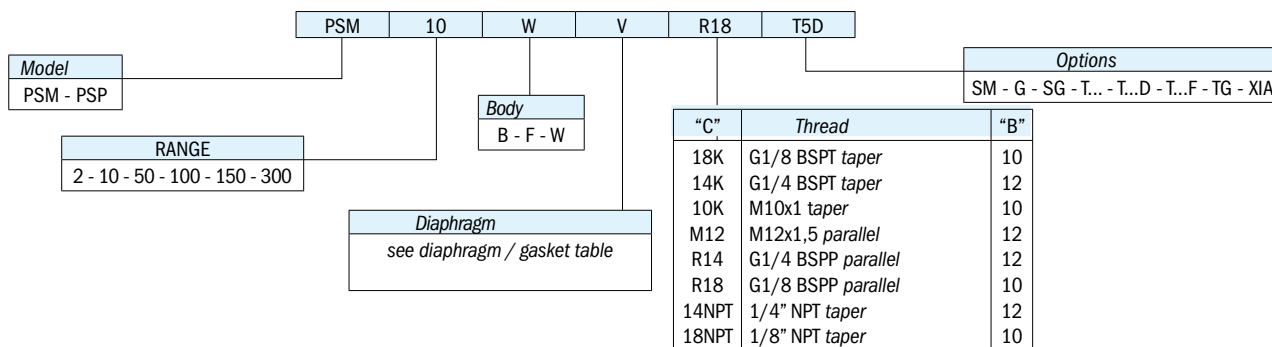 PSM 10 W V R18 T5D
Model
PSM - PSP
Options
SM - G - SG - T... - T...D - T...F - TG - XIA
Body
B - F - W
RANGE
2 - 10 - 50 - 100 - 150 - 300
Diaphragm
see diaphragm / gasket table
“C” Thread “B”
18K G1/8 BSPT taper 10
14K G1/4 BSPT taper 12
10K M10x1 taper 10
M12 M12x1,5 parallel 12
R14 G1/4 BSPP parallel 12
R18 G1/8 BSPP parallel 10
14NPT 1/4” NPT taper 12
18NPT 1/8” NPT taper 10